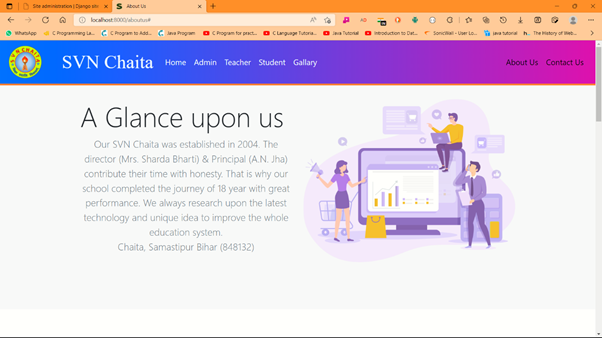 Site administration | Django site
About Us
localhost:8000/aboutus#
WhatsApp
C Programming La...
C Program to Add...
Java Program
C Program for pract...
C Language Tutoria...
Java Tutorial
Introduction to Dat...
SonicWall - User Lo...
java tutorial
.ht The History of Web...
SVN Chaita
Home Admin Teacher Student Gallary
About Us Contact Us
A Glance upon us
Our SVN Chaita was established in 2004. The
director (Mrs. Sharda Bharti) & Principal (A.N. Jha)
contribute their time with honesty. That is why our
school completed the journey of 18 year with great
performance. We always research upon the latest
technology and unique idea to improve the whole
education system.
Chaita, Samastipur Bihar (848132)